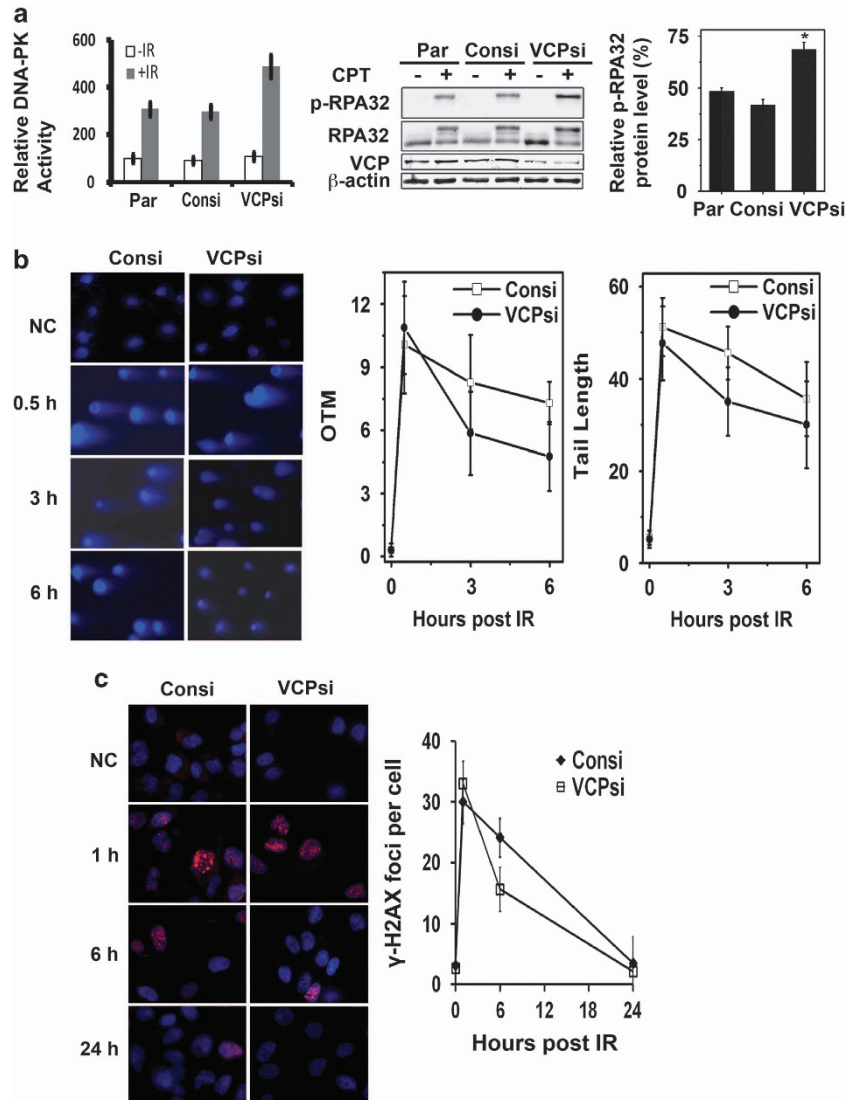 a
Relative DNA-PK
Activity
600
400
200
0
-IR
+IR
Par Consi VCPsi
Par Consi VCPsi
CPT - + - + - +
p-RPA32
RPA32
VCP
β-actin
Relative p-RPA32
protein level (%)
75
50
25
0
*
Par Consi VCPsi
b
Consi VCPsi
NC
0.5 h
3 h
6 h
OTM
12
9
6
3
0
Consi
VCPsi
0 3 6
Hours post IR
Tail Length
60
40
20
0
Consi
VCPsi
0 3 6
Hours post IR
c
Consi VCPsi
NC
1 h
6 h
24 h
γ-H2AX foci per cell
40
30
20
10
0
Consi
VCPsi
0 6 12 18 24
Hours post IR